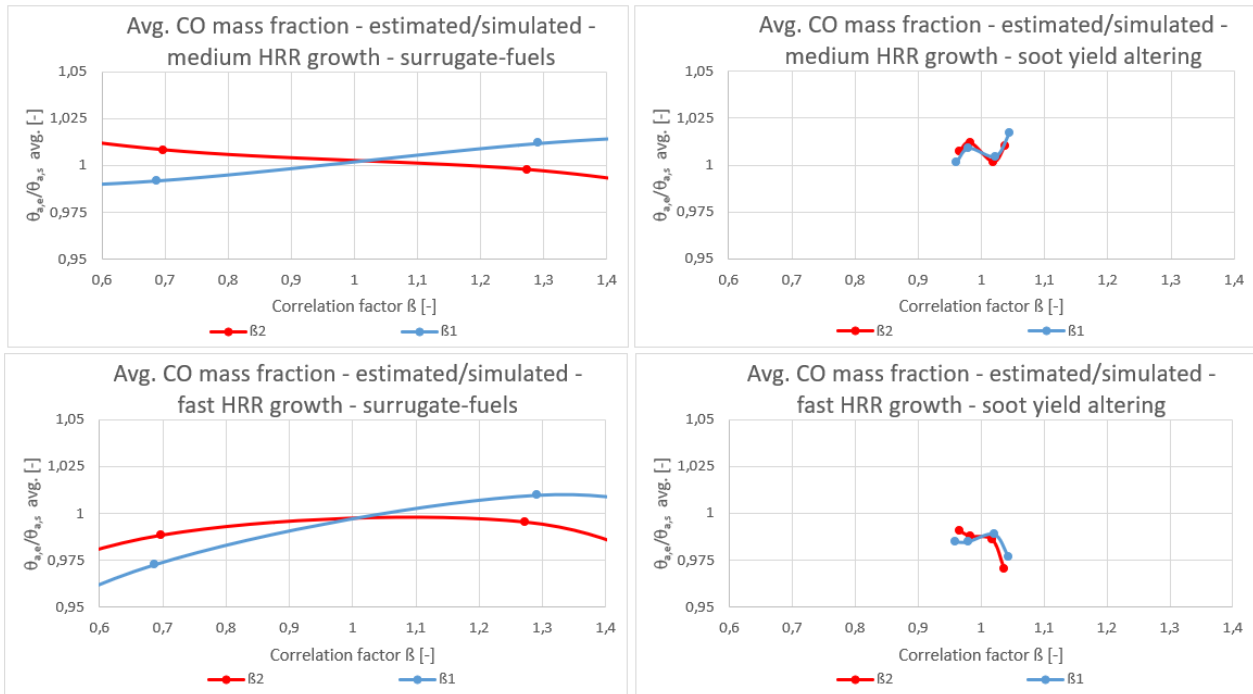 Avg. CO mass fraction - estimated/simulated -
medium HRR growth - surrugate-fuels
1,05
1,025
1
0,975
0,95
θa,e/θa,s avg. [-]
0,6 0,7 0,8 0,9 1 1,1 1,2 1,3 1,4
Correlation factor ß [-]
ß2 ß1
Avg. CO mass fraction - estimated/simulated -
medium HRR growth - soot yield altering
1,05
1,025
1
0,975
0,95
θa,e/θa,s avg. [-]
0,6 0,7 0,8 0,9 1 1,1 1,2 1,3 1,4
Correlation factor ß [-]
ß2 ß1
Avg. CO mass fraction - estimated/simulated -
fast HRR growth - surrugate-fuels
1,05
1,025
1
0,975
0,95
θa,e/θa,s avg. [-]
0,6 0,7 0,8 0,9 1 1,1 1,2 1,3 1,4
Correlation factor ß [-]
ß2 ß1
Avg. CO mass fraction - estimated/simulated -
fast HRR growth - soot yield altering
1,05
1,025
1
0,975
0,95
θa,e/θa,s avg. [-]
0,6 0,7 0,8 0,9 1 1,1 1,2 1,3 1,4
Correlation factor ß [-]
ß2 ß1